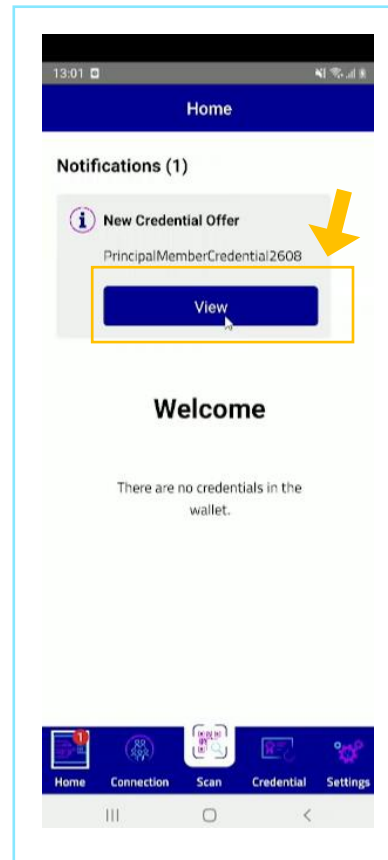 13:01
Home
Notifications (1)
New Credential Offer
PrincipalMemberCredential2608
View
Welcome
There are no credentials in the
wallet.
1
Home Connection Scan Credential Settings